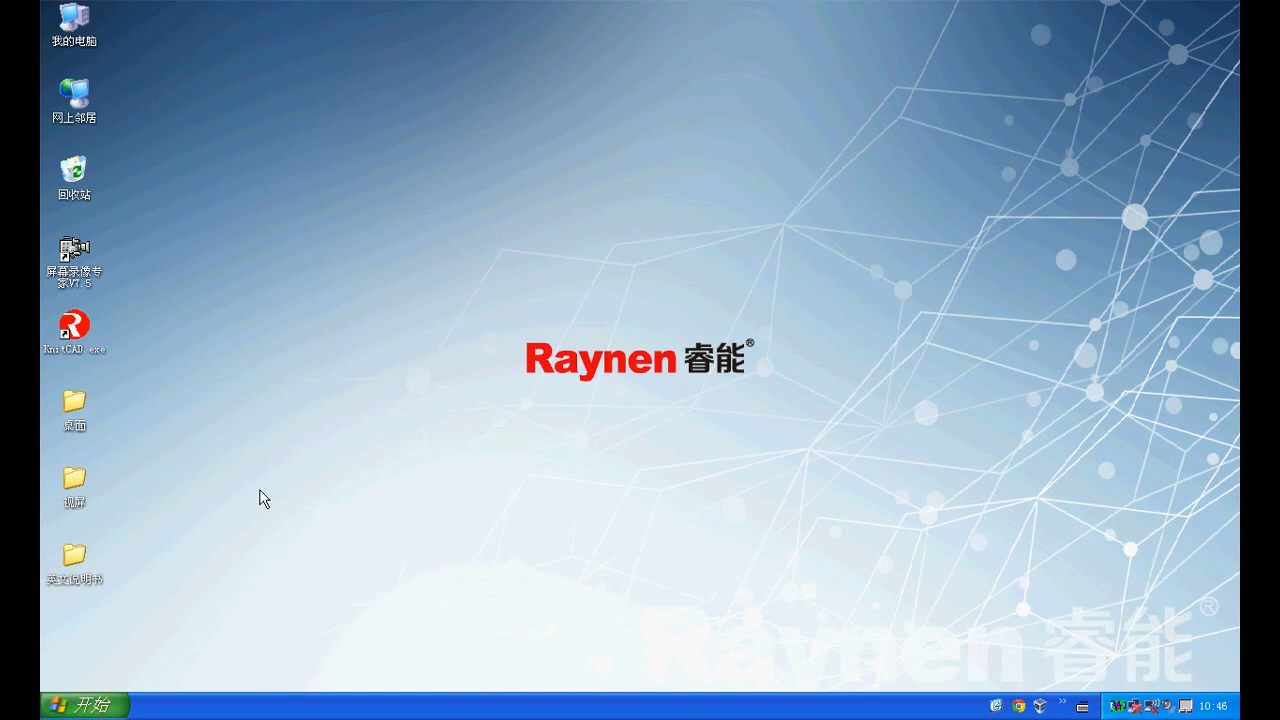 我的电脑
网上邻居
回收站
屏幕录像专
家V7.5
KnitCAD.exe
桌面
视屏
英文说明书
Raynen 睿能®
Raynen 睿能®
开始
10:46